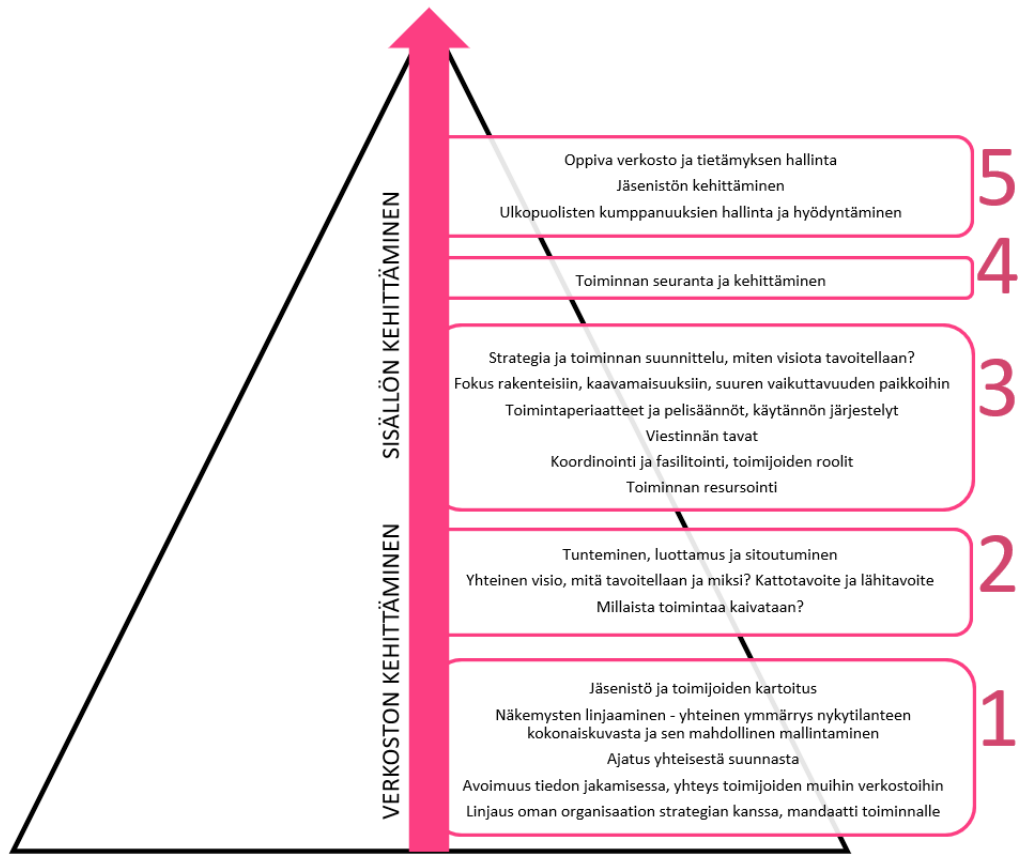 SISÄLLÖN KEHITTÄMINEN
VERKOSTON KEHITTÄMINEN
Oppiva verkosto ja tietämyksen hallinta
Jäsenistön kehittäminen
Ulkopuolisten kumppanuuksien hallinta ja hyödyntäminen
5
Toiminnan seuranta ja kehittäminen
4
Strategia ja toiminnan suunnittelu, miten visiota tavoitellaan?
Fokus rakenteisiin, kaavamaisuuksiin, suuren vaikuttavuuden paikkoihin
Toimintaperiaatteet ja pelisäännöt, käytännön järjestelyt
Viestinnän tavat
Koordinointi ja fasilitointi, toimijoiden roolit
Toiminnan resursointi
3
Tunteminen, luottamus ja sitoutuminen
Yhteinen visio, mitä tavoitellaan ja miksi? Kattotavoite ja lähitavoite
Millaista toimintaa kaivataan?
2
Jäsenistö ja toimijoiden kartoitus
Näkemysten linjaaminen - yhteinen ymmärrys nykytilanteen
kokonaiskuvasta ja sen mahdollinen mallintaminen
Ajatus yhteisestä suunnasta
Avoimuus tiedon jakamisessa, yhteys toimijoiden muihin verkostoihin
Linjaus oman organisaation strategian kanssa, mandaatti toiminnalle
1